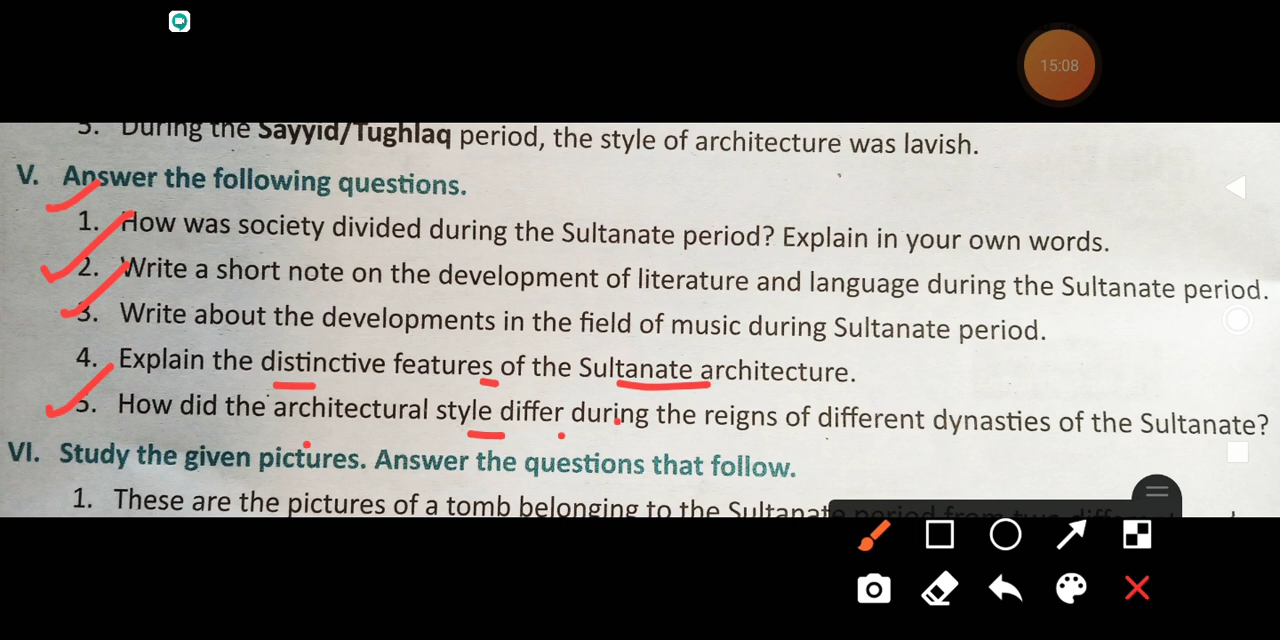 15:08
5. During the Sayyid/Tughlaq period, the style of architecture was lavish.
V. Answer the following questions.
1. How was society divided during the Sultanate period? Explain in your own words.
2. Write a short note on the development of literature and language during the Sultanate period.
3. Write about the developments in the field of music during Sultanate period.
4. Explain the distinctive features of the Sultanate architecture.
5. How did the architectural style differ during the reigns of different dynasties of the Sultanate?
VI. Study the given pictures. Answer the questions that follow.
1. These are the pictures of a tomb belonging to the Sultanate period from two